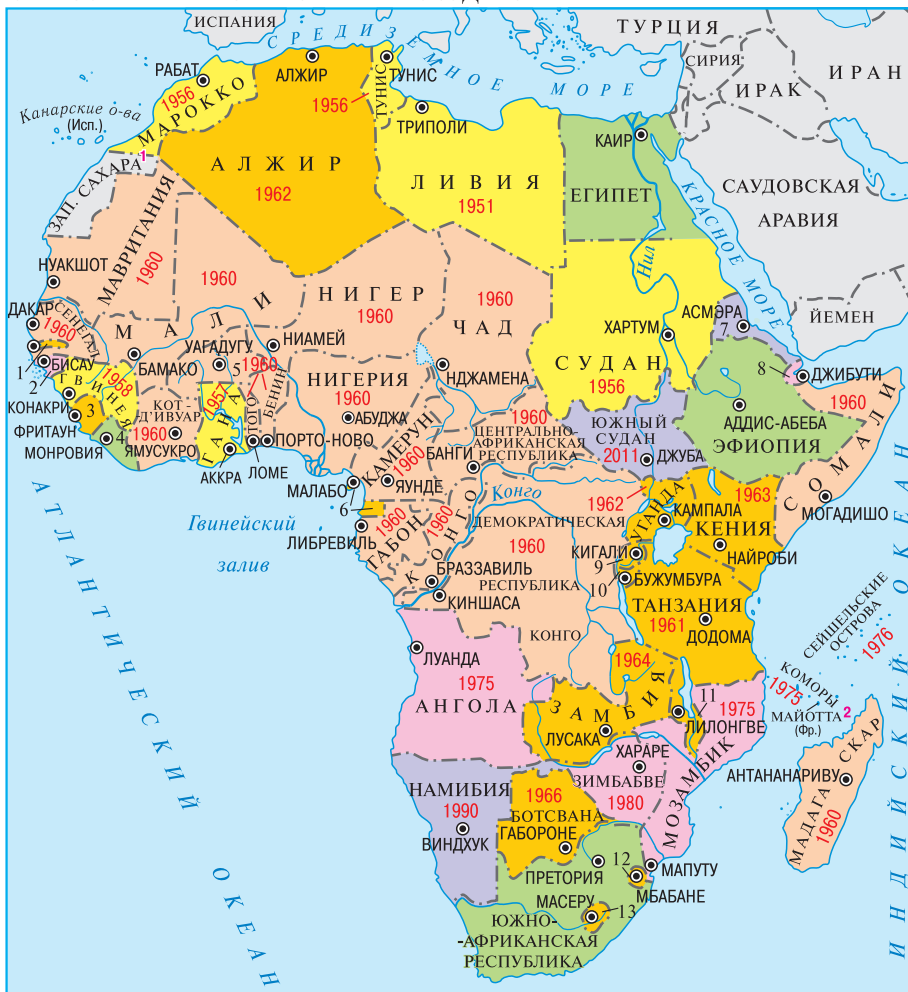 Д
ИСПАНИЯ
СРЕДИЗЕМНОЕ МОРЕ
ТУРЦИЯ
СИРИЯ
ИРАК
ИРАН
РАБАТ
АЛЖИР
ТУНИС
1956
МАРОККО
1956
ТУНИС
ТРИПОЛИ
Канарские о-ва
(Исп.)
КАИР
1
ЗАП. САХАРА
АЛЖИР
1962
ЛИВИЯ
1951
ЕГИПЕТ
КРАСНОЕ МОРЕ
САУДОВСКАЯ
АРАВИЯ
МАВРИТАНИЯ
1960
НУАКШОТ
1960
МАЛИ
НИГЕР
1960
1960
ЧАД
Нил
ХАРТУМ
СУДАН
1956
АСМЭРА
7
ЙЕМЕН
ДАКАР
СЕНЕГАЛ
1960
НИАМЕЙ
УАГАДУГУ
БАМАКО
5
1960
НИГЕРИЯ
1960
АБУДЖА
НДЖАМЕНА
8
ДЖИБУТИ
1
БИСАУ
2
ГВИНЕЯ
1958
1957
ГАНА
ТОГО
БЕНИН
КОНАКРИ
3
КОТ-
Д'ИВУАР
1960
ФРИТАУН
4
МОНРОВИЯ
ЯМУСУКРО
АККРА
ЛОМЕ
ПОРТО-НОВО
КАМЕРУН
1960
1960
ЦЕНТРАЛЬНО-
АФРИКАНСКАЯ
РЕСПУБЛИКА
БАНГИ
ЮЖНЫЙ
СУДАН
2011
ДЖУБА
АДДИС-АБЕБА
ЭФИОПИЯ
1960
СОМАЛИ
МОГАДИШО
МАЛАБО
ЯУНДЕ
6
Гвинейский
залив
ЛИБРЕВИЛЬ
1960
ГАБОН
1960
КОНГО
Конго
ДЕМОКРАТИЧЕСКАЯ
1960
РЕСПУБЛИКА
КОНГО
1962
УГАНДА
КАМПАЛА
1963
КЕНИЯ
НАЙРОБИ
КИГАЛИ
9
10
БУЖУМБУРА
БРАЗЗАВИЛЬ
КИНШАСА
ТАНЗАНИЯ
1961
ДОДОМА
СЕЙШЕЛЬСКИЕ
ОСТРОВА
1976
ЛУАНДА
1975
АНГОЛА
1964
ЗАМБИЯ
ЛУСАКА
11
ЛИЛОНГВЕ
1975
МОЗАМБИК
КОМОРЫ
1975
МАЙОТТА 2
(Фр.)
ХАРАРЕ
ЗИМБАБВЕ
1980
АНТАНАНАРИВУ
МАДАГАСКАР
1960
НАМИБИЯ
1990
ВИНДХУК
1966
БОТСВАНА
ГАБОРОНЕ
ПРЕТОРИЯ
12
МАПУТУ
МБАБАНЕ
МАСЕРУ
13
ЮЖНО-
-АФРИКАНСКАЯ
РЕСПУБЛИКА
АТЛАНТИЧЕСКИЙ ОКЕАН
ИНДИЙСКИЙ ОКЕАН